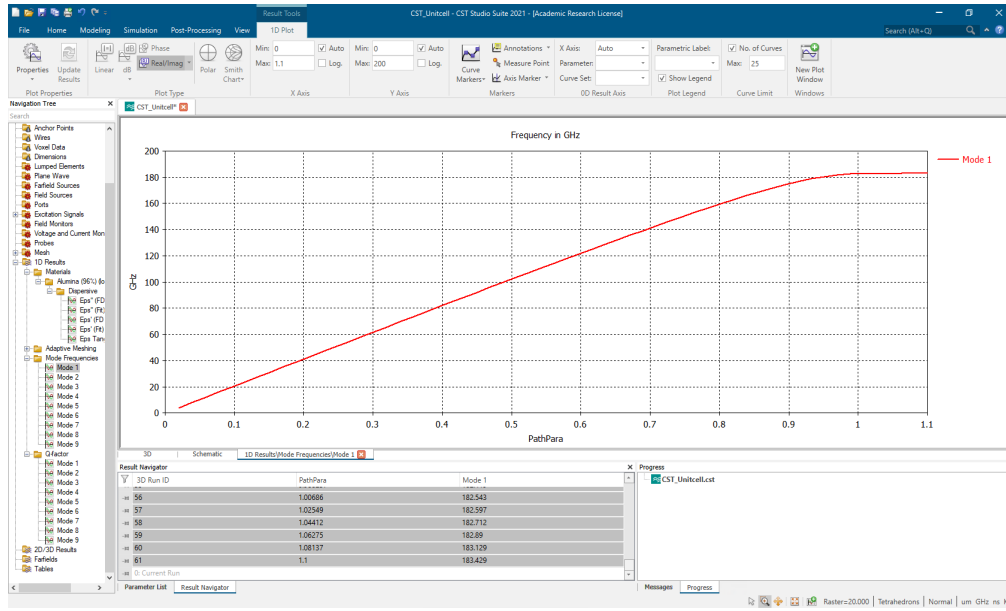 Result Tools
CST_Unitcell - CST Studio Suite 2021 - [Academic Research License]
File Home Modeling Simulation Post-Processing View 1D Plot
Search (Alt+Q)
Properties
Update Results
Linear
dB
Phase
Real/Imag
Polar
Smith Chart
Min: 0 Auto
Max: 1.1 Log.
Min: 0 Auto
Max: 200 Log.
Curve Markers
Annotations
Measure Point
Axis Marker
X Axis: Auto
Parameter:
Curve Set:
Parametric Label:
Show Legend
No. of Curves
Max: 25
New Plot Window
Plot Properties Plot Type X Axis Y Axis Markers 0D Result Axis Plot Legend Curve Limit Windows
Navigation Tree
CST_Unitcell*
Search
Anchor Points
Wires
Voxel Data
Dimensions
Lumped Elements
Plane Wave
Farfield Sources
Field Sources
Ports
Excitation Signals
Field Monitors
Voltage and Current Mon
Probes
Mesh
1D Results
Materials
Alumina (96%) (lo
Dispersive
Eps'' (FD
Eps'' (Fit)
Eps' (FD
Eps' (Fit)
Eps Tan
Adaptive Meshing
Mode Frequencies
Mode 1
Mode 2
Mode 3
Mode 4
Mode 5
Mode 6
Mode 7
Mode 8
Mode 9
Q-factor
Mode 1
Mode 2
Mode 3
Mode 4
Mode 5
Mode 6
Mode 7
Mode 8
Mode 9
2D/3D Results
Farfields
Tables
Frequency in GHz
Mode 1
200
180
160
140
120
100
80
60
40
20
0
GHz
0 0.1 0.2 0.3 0.4 0.5 0.6 0.7 0.8 0.9 1 1.1
PathPara
3D Schematic 1D Results\Mode Frequencies\Mode 1
Result Navigator
3D Run ID PathPara Mode 1
56 1.00686 182.543
57 1.02549 182.597
58 1.04412 182.712
59 1.06275 182.89
60 1.08137 183.129
61 1.1 183.429
0: Current Run
Parameter List Result Navigator
Progress
CST_Unitcell.cst
Messages Progress
Raster=20.000 Tetrahedrons Normal um GHz ns